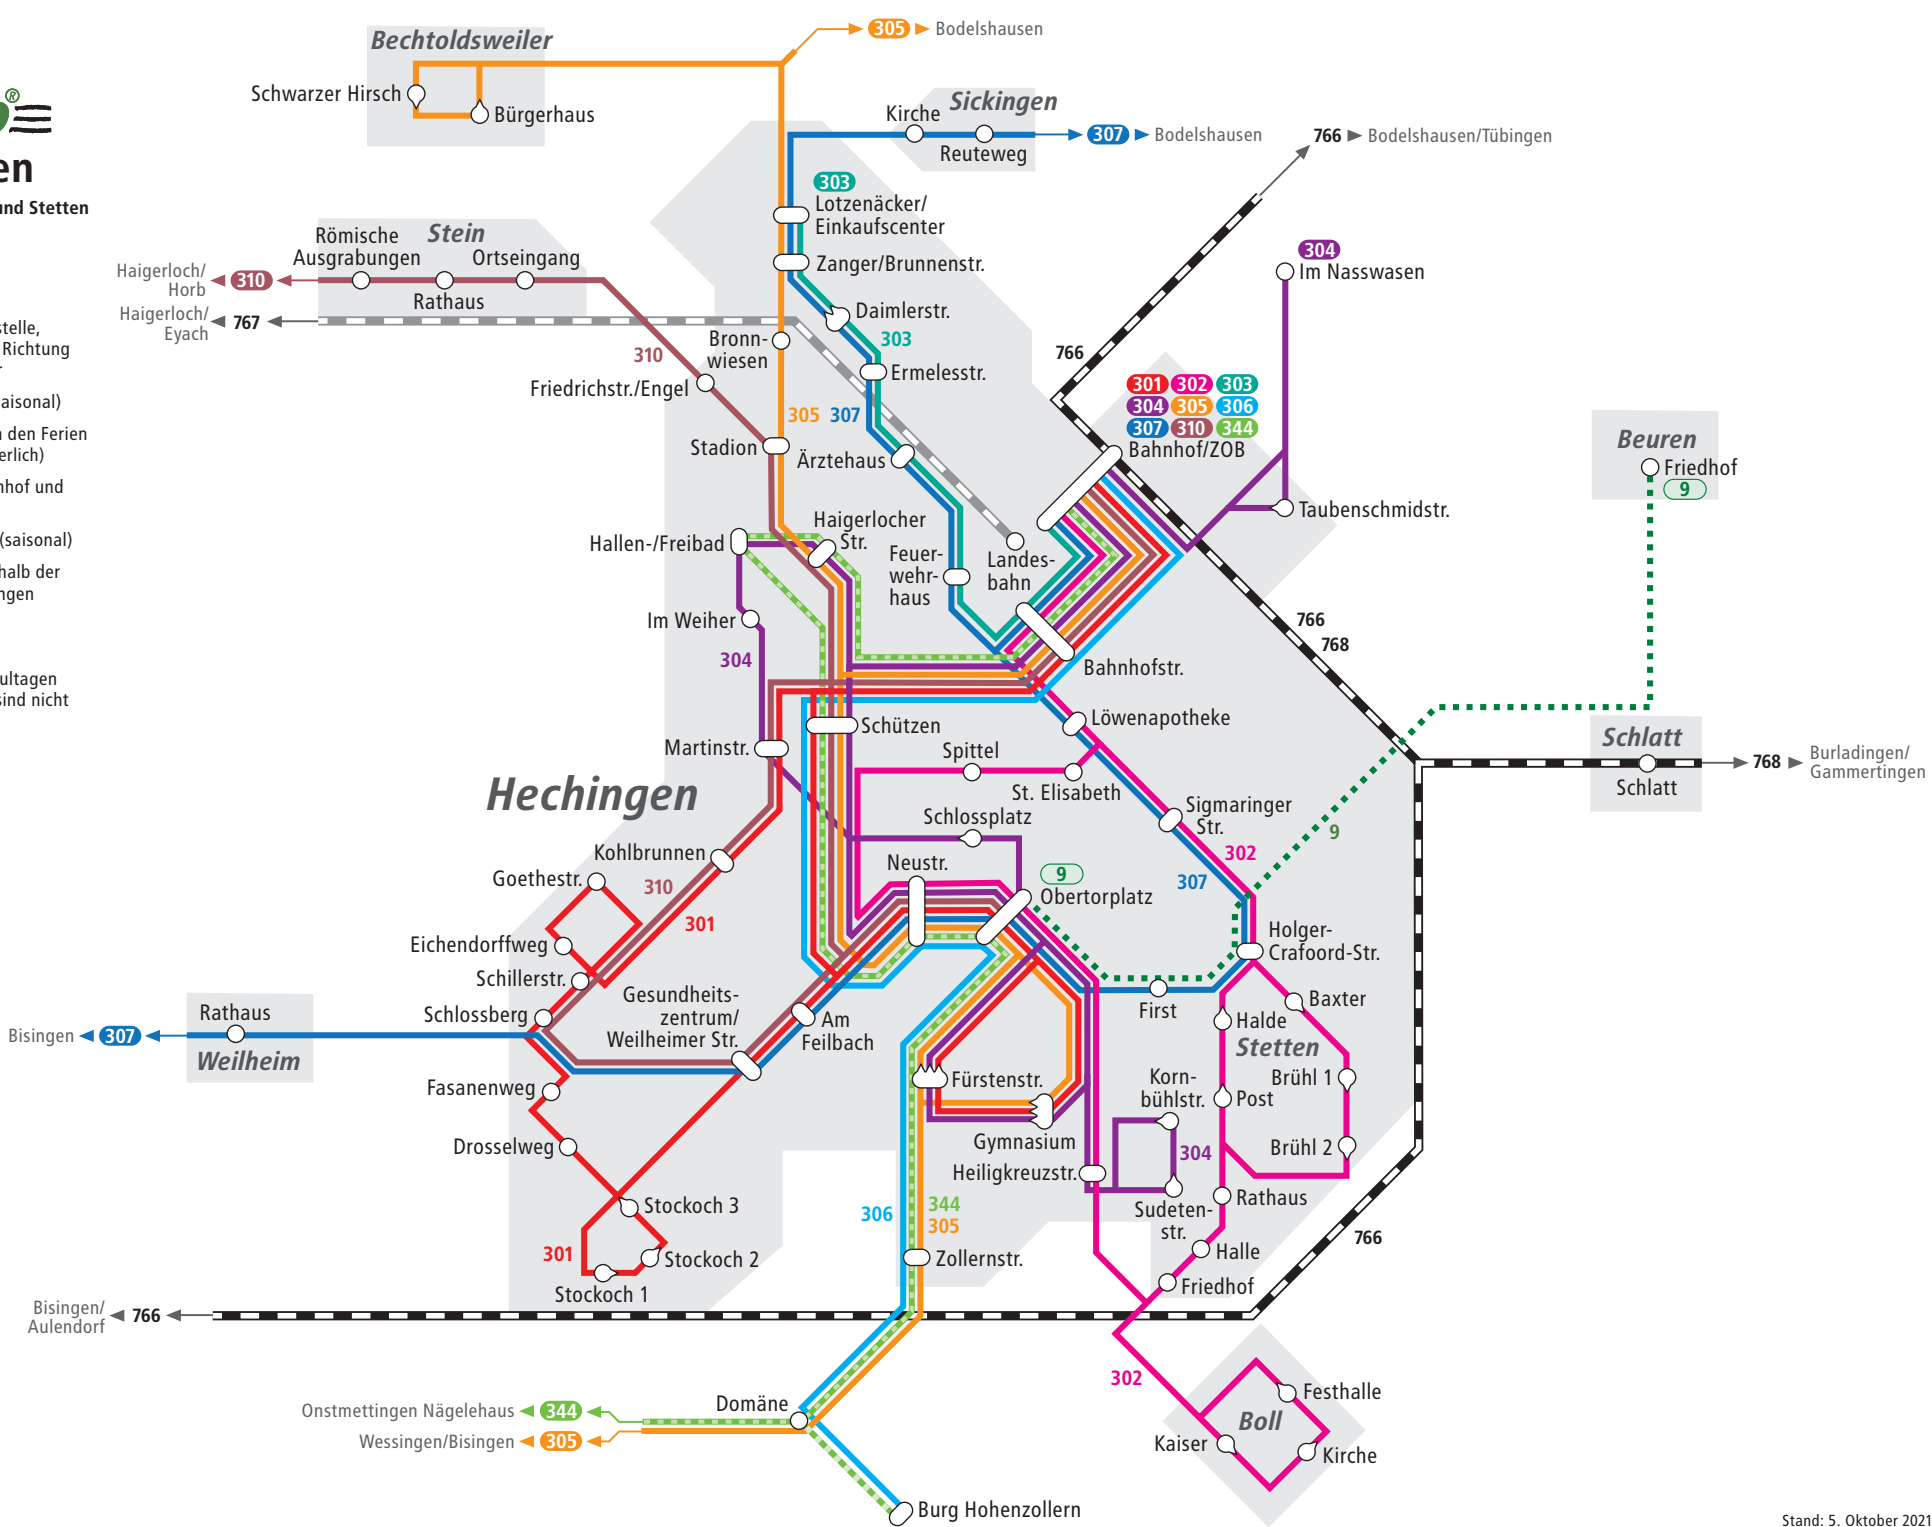 Bechtoldsweiler
305
Bodelshausen
Schwarzer Hirsch
Bürgerhaus
®
Sickingen
Kirche
Reuteweg
307
Bodelshausen
766
Bodelshausen/Tübingen
en
und Stetten
303
Lotzenäcker/
Einkaufscenter
Zanger/Brunnenstr.
Stein
Römische
Ausgrabungen
Ortseingang
Rathaus
Haigerloch/
Horb
310
Haigerloch/
Eyach
767
304
Im Nasswasen
stelle,
Richtung
r
aisonal)
n den Ferien
erlich)
nhof und
(saisonal)
halb der
ngen
ultagen
sind nicht
Daimlerstr.
303
Bronn-
wiesen
310
Friedrichstr./Engel
Ermelesstr.
766
305
307
Stadion
Ärztehaus
301
302
303
304
305
306
307
310
344
Bahnhof/ZOB
Beuren
Friedhof
9
Taubenschmidstr.
Hallen-/Freibad
Haigerlocher
Str.
Feuer-
wehr-
haus
Landes-
bahn
Im Weiher
304
766
768
Bahnhofstr.
Löwenapotheke
Schützen
Martinstr.
Spittel
St. Elisabeth
Schlatt
Schlatt
768
Burladingen/
Gammertingen
Hechingen
Schlossplatz
Sigmaringer
Str.
302
307
9
Kohlbrunnen
Goethestr.
310
301
Neustr.
9
Obertorplatz
Eichendorffweg
Holger-
Crafoord-Str.
Schillerstr.
Schlossberg
Gesundheits-
zentrum/
Weilheimer Str.
Am
Feilbach
First
Baxter
Halde
Stetten
Rathaus
Bisingen
307
Weilheim
Fasanenweg
Fürstenstr.
Korn-
bühlstr.
Brühl 1
Post
Gymnasium
Drosselweg
Heiligkreuzstr.
304
Brühl 2
Stockoch 3
344
305
306
Sudeten-
str.
Rathaus
766
301
Stockoch 2
Zollernstr.
Halle
Stockoch 1
Friedhof
Bisingen/
Aulendorf
766
302
Domäne
Onstmettingen Nägelehaus
344
Wessingen/Bisingen
305
Festhalle
Boll
Kaiser
Kirche
Burg Hohenzollern
Stand: 5. Oktober 2021